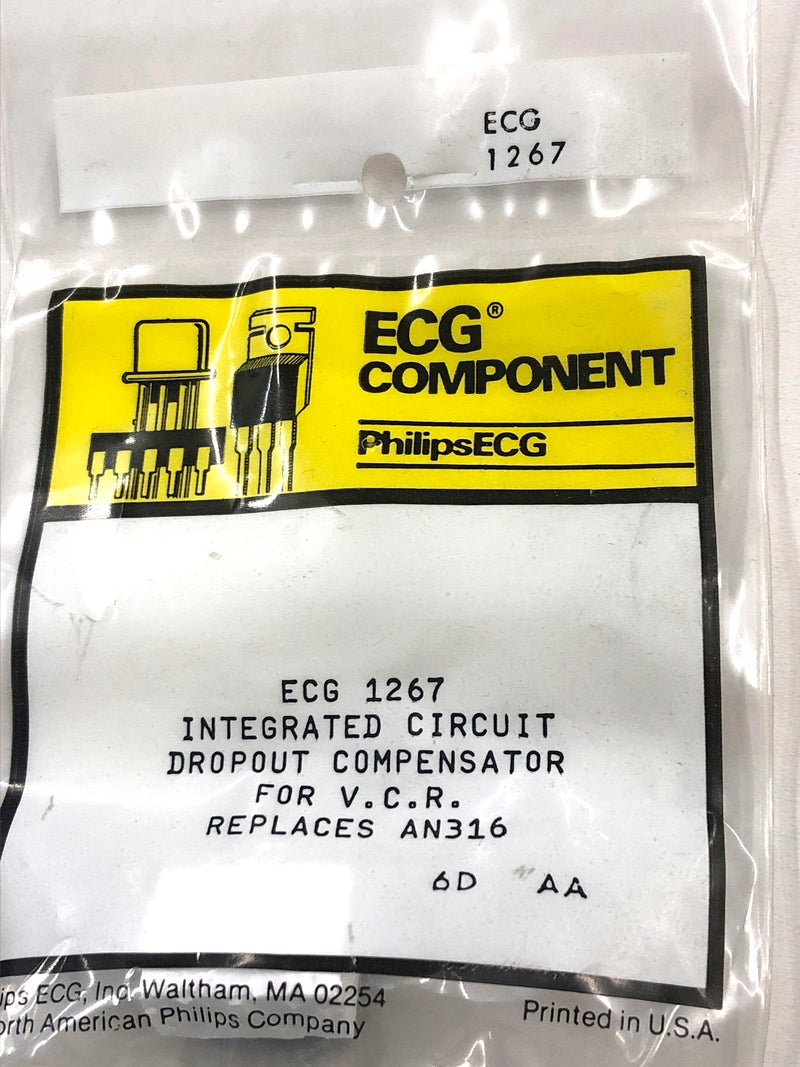 ECG
1267
ECG®
COMPONENT
PhilipsECG
ECG 1267
INTEGRATED CIRCUIT
DROPOUT COMPENSATOR
FOR V.C.R.
REPLACES AN316
6D AA
ips ECG, Inc. Waltham, MA 02254
orth American Philips Company
Printed in U.S.A.